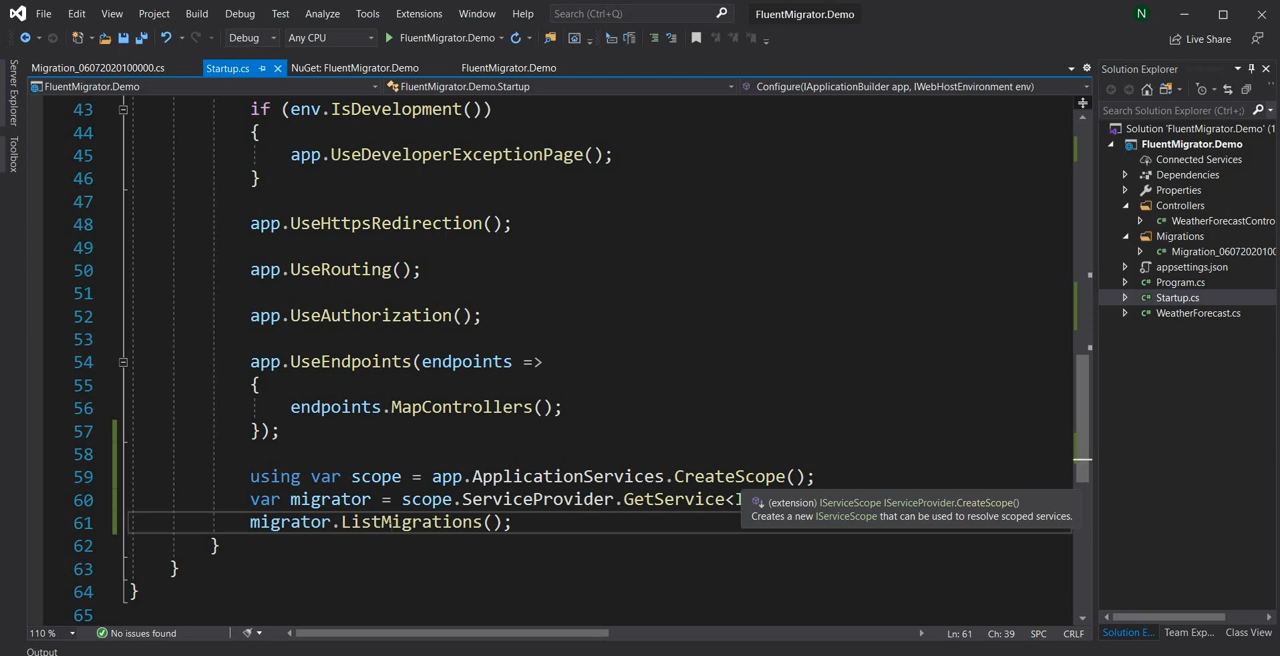 File Edit View Project Build Debug Test Analyze Tools Extensions Window Help Search (Ctrl+Q) FluentMigrator.Demo N
Debug Any CPU FluentMigrator.Demo Live Share
Server Explorer
Toolbox
Migration_06072020100000.cs Startup.cs NuGet: FluentMigrator.Demo FluentMigrator.Demo
FluentMigrator.Demo FluentMigrator.Demo.Startup Configure(IApplicationBuilder app, IWebHostEnvironment env)
43 if (env.IsDevelopment())
44 {
45 app.UseDeveloperExceptionPage();
46 }
47
48 app.UseHttpsRedirection();
49
50 app.UseRouting();
51
52 app.UseAuthorization();
53
54 app.UseEndpoints(endpoints =>
55 {
56 endpoints.MapControllers();
57 });
58
59 using var scope = app.ApplicationServices.CreateScope();
60 var migrator = scope.ServiceProvider.GetService<I
61 migrator.ListMigrations();
62 }
63 }
64 }
65
(extension) IServiceScope IServiceProvider.CreateScope()
Creates a new IServiceScope that can be used to resolve scoped services.
110 % No issues found Ln: 61 Ch: 39 SPC CRLF
Output
Solution Explorer
Search Solution Explorer (Ctrl+;)
Solution 'FluentMigrator.Demo' (1
FluentMigrator.Demo
Connected Services
Dependencies
Properties
Controllers
WeatherForecastContro
Migrations
Migration_060720201000
appsettings.json
Program.cs
Startup.cs
WeatherForecast.cs
Solution E... Team Exp... Class View